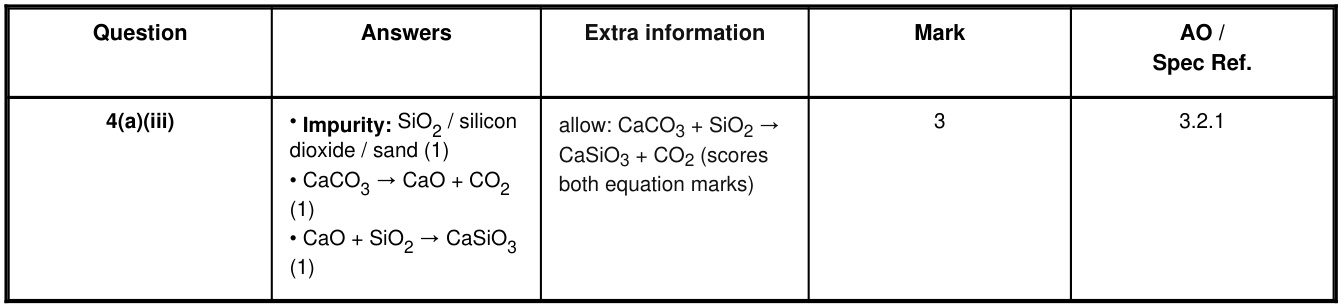 Question
Answers
Extra information
Mark
AO /
Spec Ref.
4(a)(iii)
• Impurity: SiO₂ / silicon
dioxide / sand (1)
• CaCO₃ → CaO + CO₂
(1)
• CaO + SiO₂ → CaSiO₃
(1)
allow: CaCO₃ + SiO₂ →
CaSiO₃ + CO₂ (scores
both equation marks)
3
3.2.1